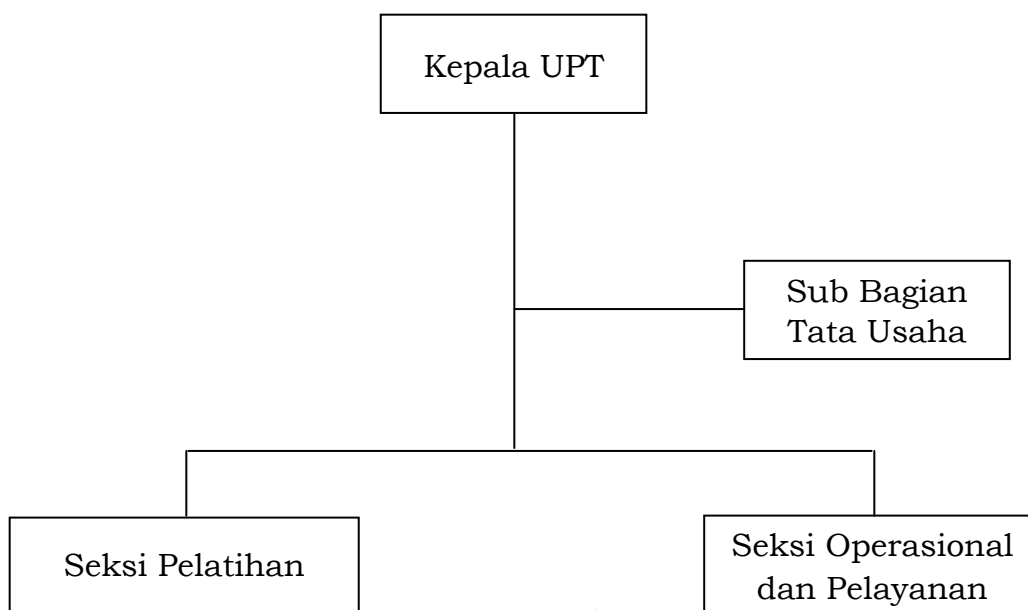 Kepala UPT
Sub Bagian
Tata Usaha
Seksi Pelatihan
Seksi Operasional
dan Pelayanan